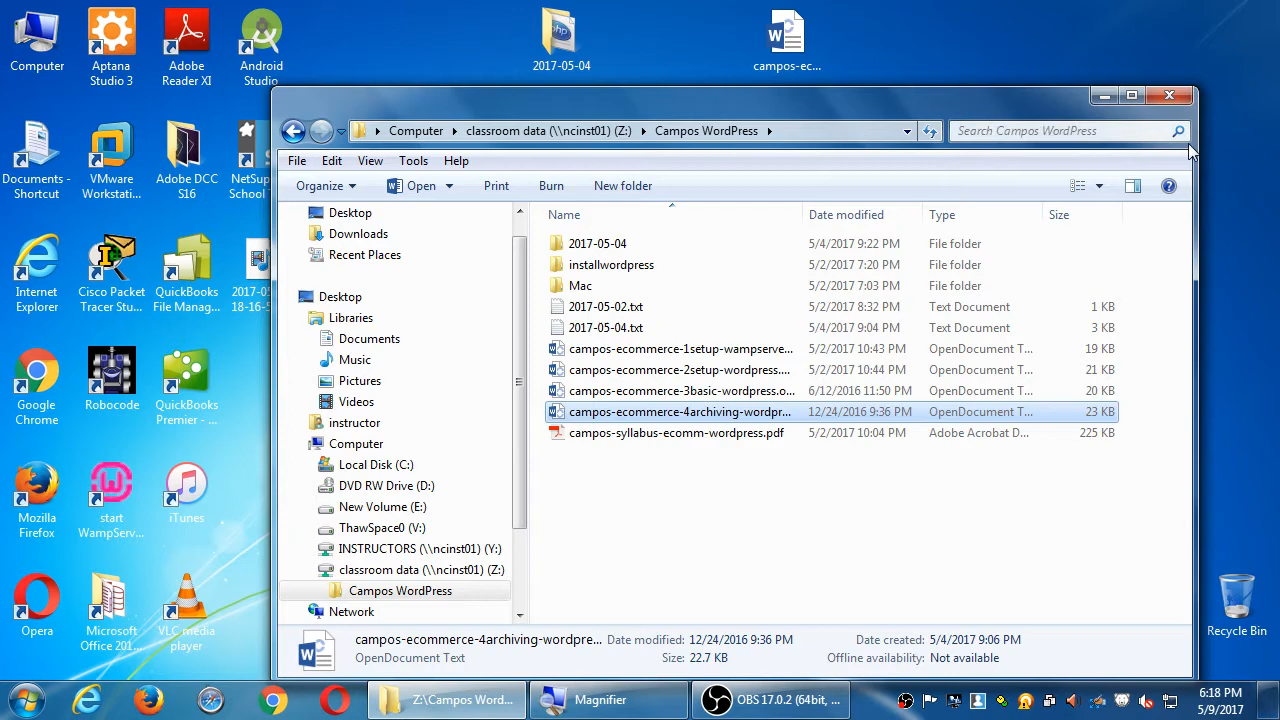 Computer
Aptana
Studio 3
Adobe
Reader XI
Android
Studio
2017-05-04
campos-ec...
Documents -
Shortcut
VMware
Workstati...
Adobe DCC
S16
NetSup
School T
Internet
Explorer
Cisco Packet
Tracer Stu...
QuickBooks
File Manag...
2017-05
18-16-5
Google
Chrome
Robocode
QuickBooks
Premier - ...
Mozilla
Firefox
start
WampServ...
iTunes
Opera
Microsoft
Office 201...
VLC media
player
Recycle Bin
Computer classroom data (\\ncinst01) (Z:) Campos WordPress
Search Campos WordPress
File Edit View Tools Help
Organize Open Print Burn New folder
Desktop
Downloads
Recent Places
Desktop
Libraries
Documents
Music
Pictures
Videos
instructor
Computer
Local Disk (C:)
DVD RW Drive (D:)
New Volume (E:)
ThawSpace0 (V:)
INSTRUCTORS (\\ncinst01) (Y:)
classroom data (\\ncinst01) (Z:)
Campos WordPress
Network
Name Date modified Type Size
2017-05-04 5/4/2017 9:22 PM File folder
installwordpress 5/2/2017 7:20 PM File folder
Mac 5/2/2017 7:03 PM File folder
2017-05-02.txt 5/2/2017 8:32 PM Text Document 1 KB
2017-05-04.txt 5/4/2017 9:04 PM Text Document 3 KB
campos-ecommerce-1setup-wampserve... 5/2/2017 10:43 PM OpenDocument T... 19 KB
campos-ecommerce-2setup-wordpress.... 5/2/2017 10:44 PM OpenDocument T... 21 KB
campos-ecommerce-3basic-wordpress.o... 6/12/2016 11:50 PM OpenDocument T... 20 KB
campos-ecommerce-4archiving-wordpr... 12/24/2016 9:36 PM OpenDocument T... 23 KB
campos-syllabus-ecomm-wordpress.pdf 5/2/2017 10:04 PM Adobe Acrobat D... 225 KB
campos-ecommerce-4archiving-wordpre... Date modified: 12/24/2016 9:36 PM Date created: 5/4/2017 9:06 PM
OpenDocument Text Size: 22.7 KB Offline availability: Not available
Z:\Campos Word... Magnifier OBS 17.0.2 (64bit, ...
6:18 PM
5/9/2017